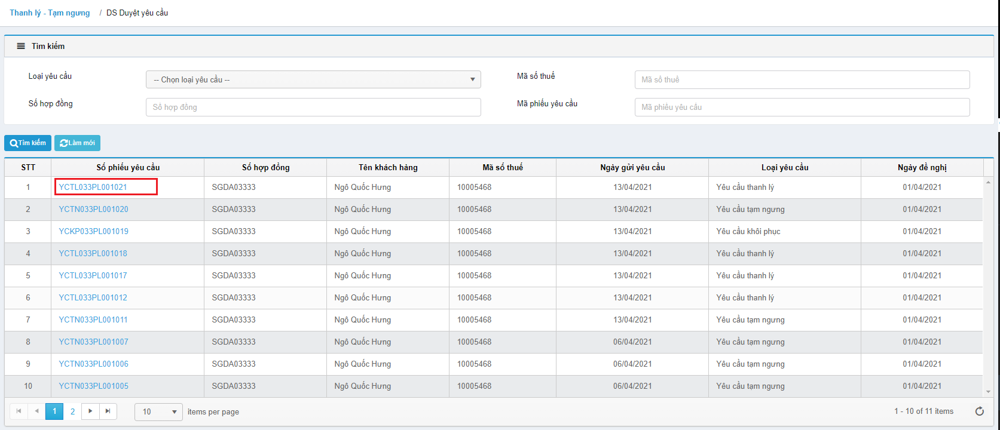 Thanh lý - Tạm ngưng / DS Duyệt yêu cầu
Tìm kiếm
Loại yêu cầu -- Chọn loại yêu cầu -- Mã số thuế Mã số thuế
Số hợp đồng Số hợp đồng Mã phiếu yêu cầu Mã phiếu yêu cầu
Tìm kiếm Làm mới
STT Số phiếu yêu cầu Số hợp đồng Tên khách hàng Mã số thuế Ngày gửi yêu cầu Loại yêu cầu Ngày đề nghị
1 YCTL033PL001021 SGDA03333 Ngô Quốc Hưng 10005468 13/04/2021 Yêu cầu thanh lý 01/04/2021
2 YCTN033PL001020 SGDA03333 Ngô Quốc Hưng 10005468 13/04/2021 Yêu cầu tạm ngưng 01/04/2021
3 YCKP033PL001019 SGDA03333 Ngô Quốc Hưng 10005468 13/04/2021 Yêu cầu khôi phục 01/04/2021
4 YCTL033PL001018 SGDA03333 Ngô Quốc Hưng 10005468 13/04/2021 Yêu cầu thanh lý 01/04/2021
5 YCTL033PL001017 SGDA03333 Ngô Quốc Hưng 10005468 13/04/2021 Yêu cầu thanh lý 01/04/2021
6 YCTL033PL001012 SGDA03333 Ngô Quốc Hưng 10005468 13/04/2021 Yêu cầu thanh lý 01/04/2021
7 YCTN033PL001011 SGDA03333 Ngô Quốc Hưng 10005468 13/04/2021 Yêu cầu tạm ngưng 01/04/2021
8 YCTN033PL001007 SGDA03333 Ngô Quốc Hưng 10005468 06/04/2021 Yêu cầu tạm ngưng 01/04/2021
9 YCTN033PL001006 SGDA03333 Ngô Quốc Hưng 10005468 06/04/2021 Yêu cầu tạm ngưng 01/04/2021
10 YCTN033PL001005 SGDA03333 Ngô Quốc Hưng 10005468 06/04/2021 Yêu cầu tạm ngưng 01/04/2021
1 2 10 items per page 1 - 10 of 11 items